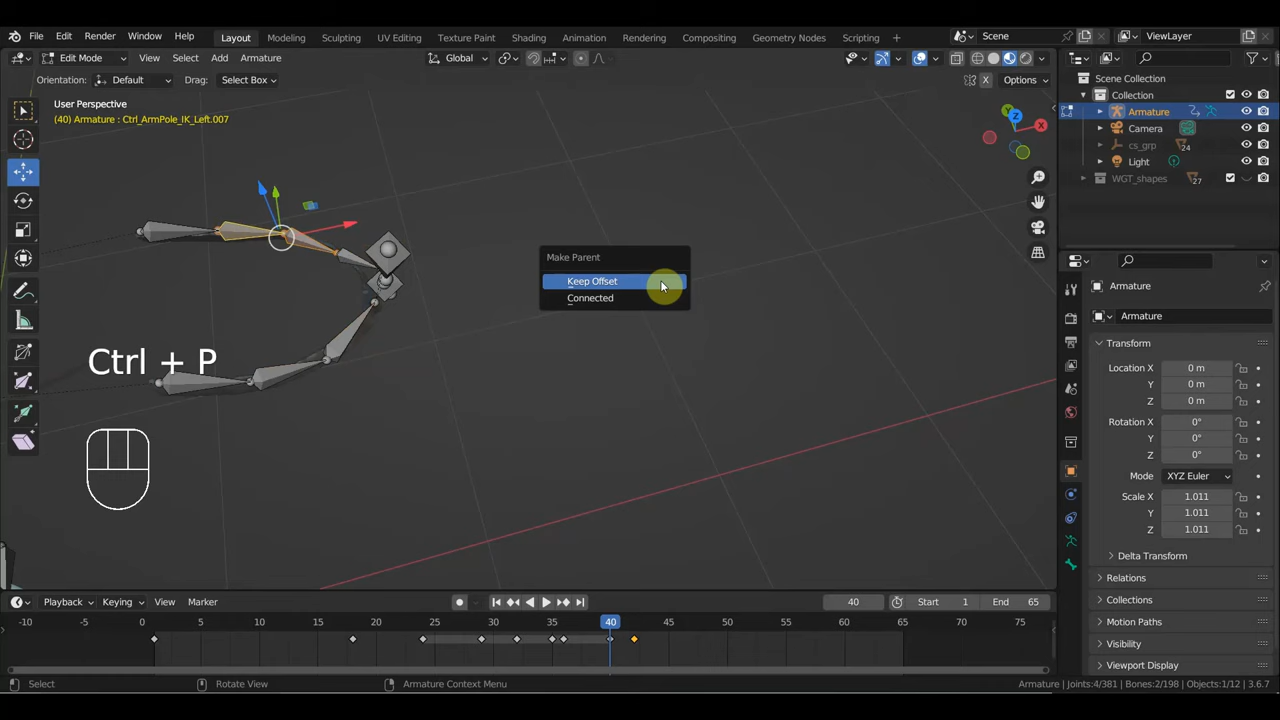 File Edit Render Window Help Layout Modeling Sculpting UV Editing Texture Paint Shading Animation Rendering Compositing Geometry Nodes Scripting + Scene ViewLayer
Edit Mode View Select Add Armature Global
Orientation: Default Drag: Select Box X Options
Scene Collection
Collection
Armature
Camera
cs_grp 24
Light
WGT_shapes 27
User Perspective
(40) Armature : Ctrl_ArmPole_IK_Left.007
Z
X
Y
Make Parent
Keep Offset
Connected
Ctrl + P
Armature
Armature
Transform
Location X 0 m
Y 0 m
Z 0 m
Rotation X 0°
Y 0°
Z 0°
Mode XYZ Euler
Scale X 1.011
Y 1.011
Z 1.011
Delta Transform
Relations
Collections
Motion Paths
Visibility
Viewport Display
Playback Keying View Marker 40 Start 1 End 65
-10 -5 0 5 10 15 20 25 30 35 40 45 50 55 60 65 70 75
Select Rotate View Armature Context Menu Armature | Joints:4/381 | Bones:2/198 | Objects:1/12 | 3.6.7